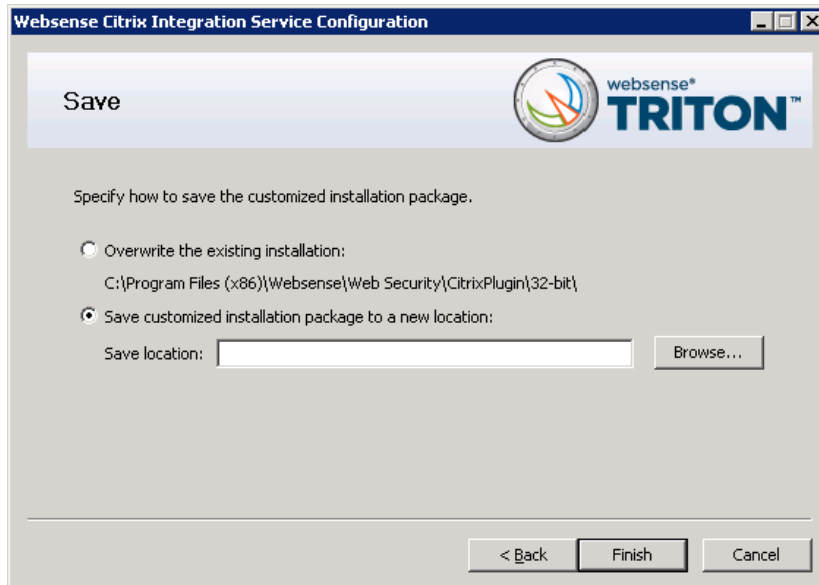 Websense Citrix Integration Service Configuration
Save
websense*
TRITON™
Specify how to save the customized installation package.
Overwrite the existing installation:
C:\Program Files (x86)\Websense\Web Security\CitrixPlugin\32-bit\
Save customized installation package to a new location:
Save location:
Browse...
< Back
Finish
Cancel